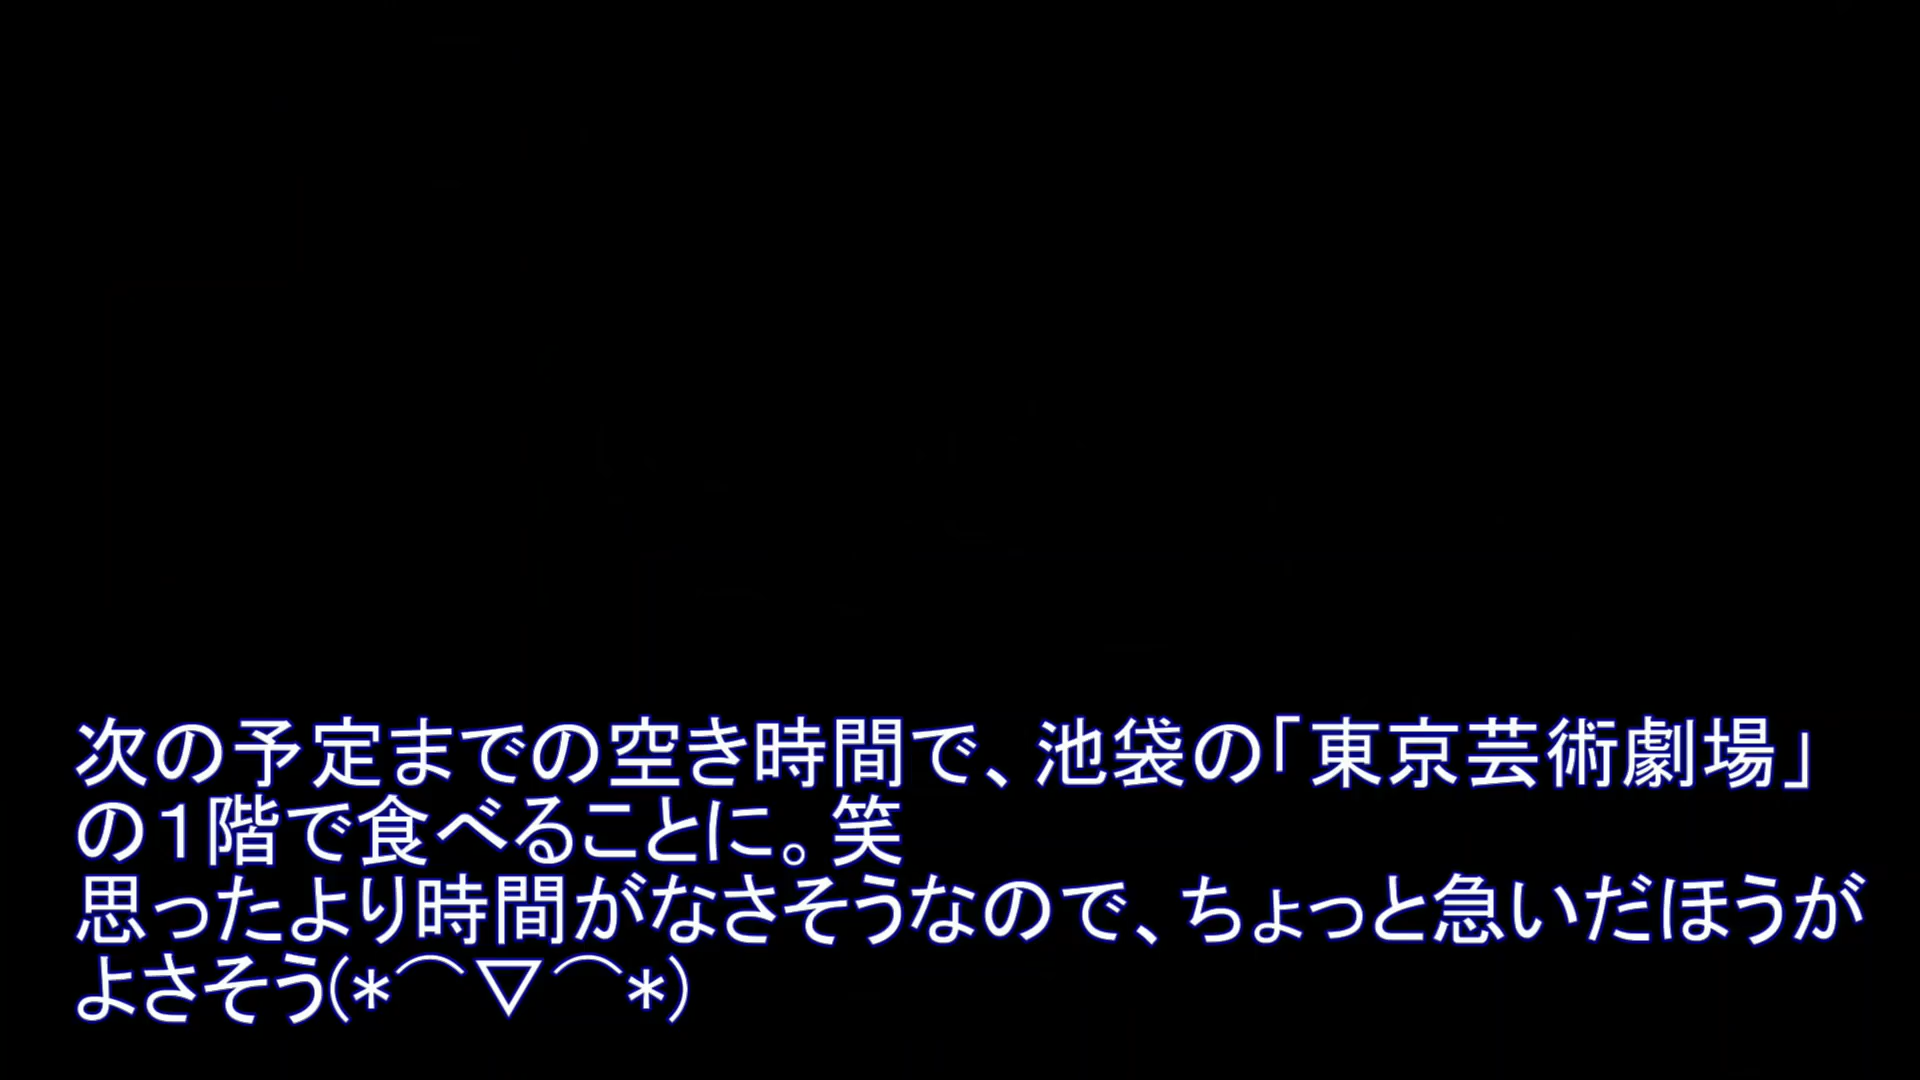 次の予定までの空き時間で、池袋の「東京芸術劇場」
の１階で食べることに。笑
思ったより時間がなさそうなので、ちょっと急いだほうが
よさそう(*⌒▽⌒*)